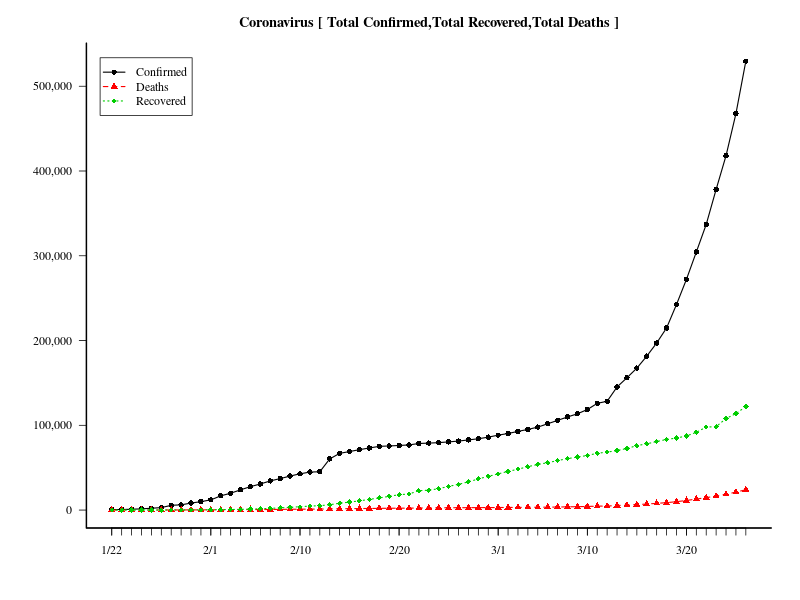 Coronavirus [ Total Confirmed,Total Recovered,Total Deaths ]
Confirmed
Deaths
Recovered
500,000
400,000
300,000
200,000
100,000
0
1/22 2/1 2/10 2/20 3/1 3/10 3/20